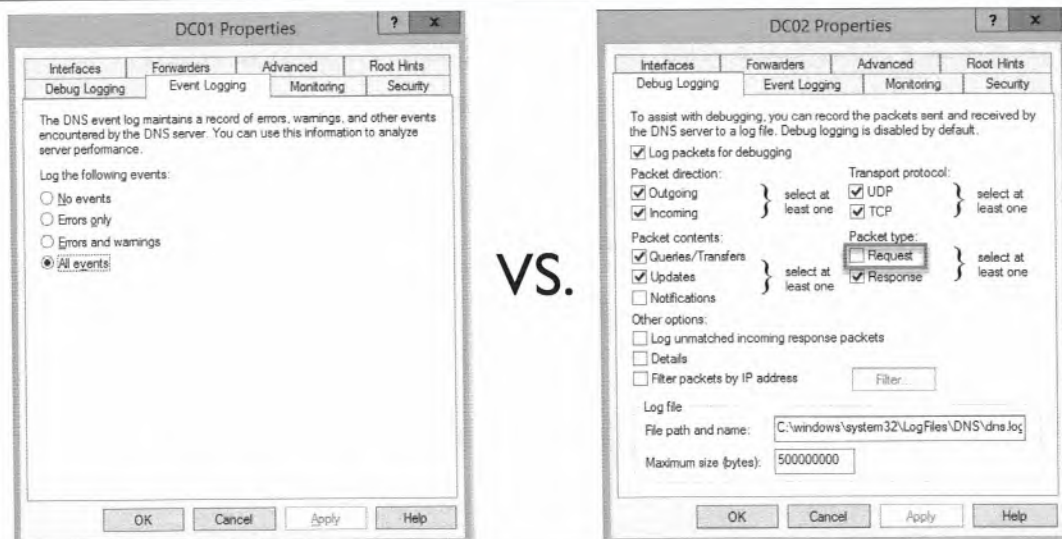 DC01 Properties
? x
Interfaces Forwarders Advanced Root Hints
Debug Logging Event Logging Monitoring Security
The DNS event log maintains a record of errors, warnings, and other events
encountered by the DNS server. You can use this information to analyze
server performance.
Log the following events:
No events
Errors only
Errors and warnings
All events
OK Cancel Apply Help
VS.
DC02 Properties
? x
Interfaces Forwarders Advanced Root Hints
Debug Logging Event Logging Monitoring Security
To assist with debugging, you can record the packets sent and received by
the DNS server to a log file. Debug logging is disabled by default.
Log packets for debugging
Packet direction: Transport protocol:
Outgoing } select at UDP } select at
Incoming least one TCP least one
Packet contents: Packet type:
Queries/Transfers Request
Updates } select at Response } select at
Notifications least one least one
Other options:
Log unmatched incoming response packets
Details
Filter packets by IP address Filter...
Log file
File path and name: C:\windows\system32\LogFiles\DNS\dns.log
Maximum size (bytes): 500000000
OK Cancel Apply Help